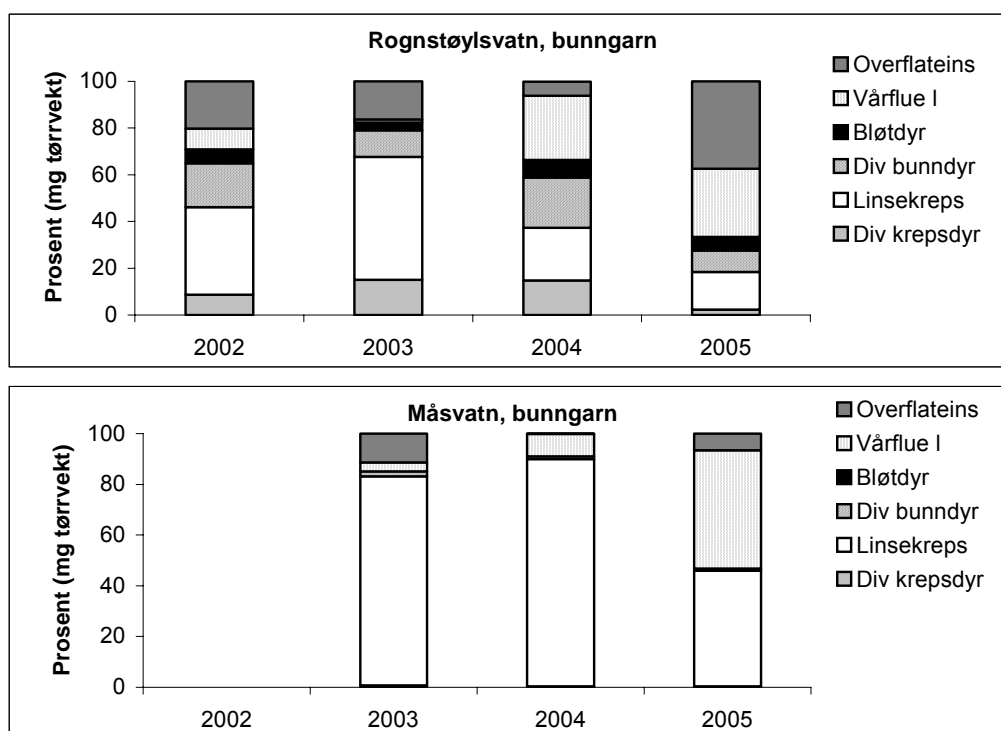 Rognstøylsvatn, bunngarn
Prosent (mg tørrvekt)
100
80
60
40
20
0
2002 2003 2004 2005
Overflateins
Vårflue l
Bløtdyr
Div bunndyr
Linsekreps
Div krepsdyr
Måsvatn, bunngarn
Prosent (mg tørrvekt)
100
80
60
40
20
0
2002 2003 2004 2005
Overflateins
Vårflue l
Bløtdyr
Div bunndyr
Linsekreps
Div krepsdyr